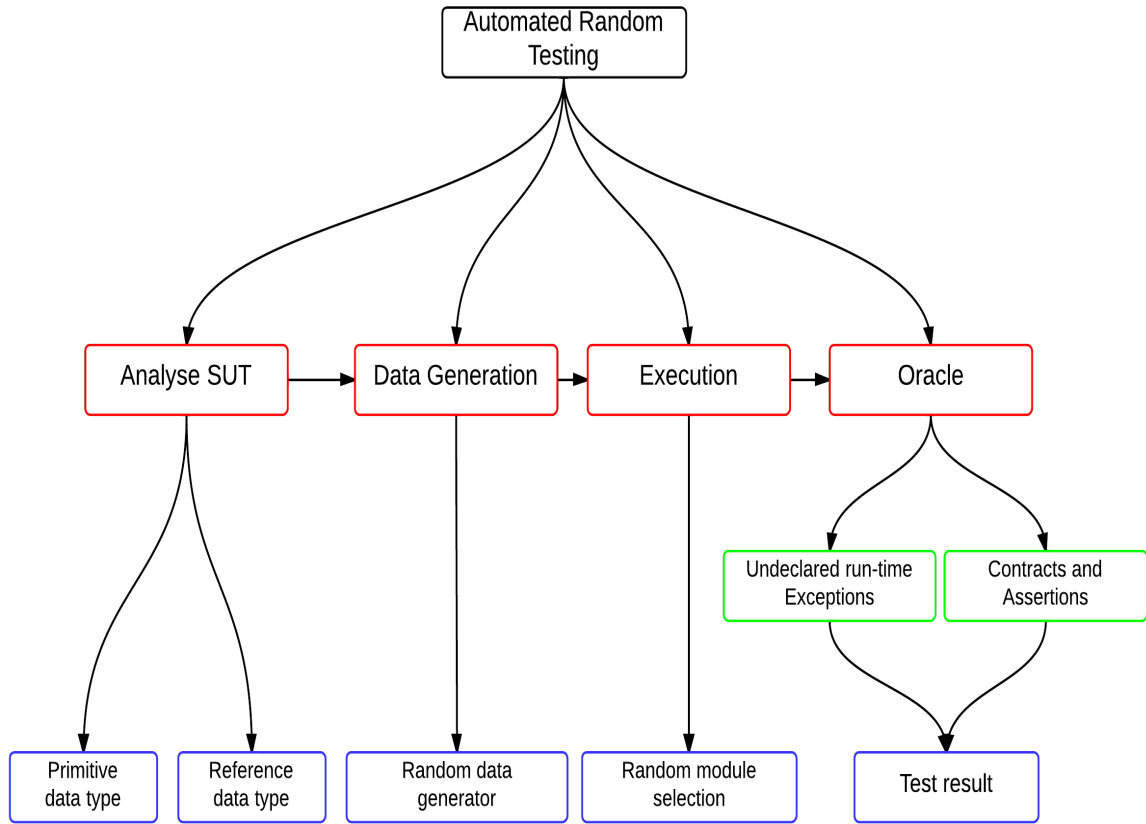 Automated Random
Testing
Analyse SUT
Data Generation
Execution
Oracle
Undeclared run-time
Exceptions
Contracts and
Assertions
Primitive
data type
Reference
data type
Random data
generator
Random module
selection
Test result